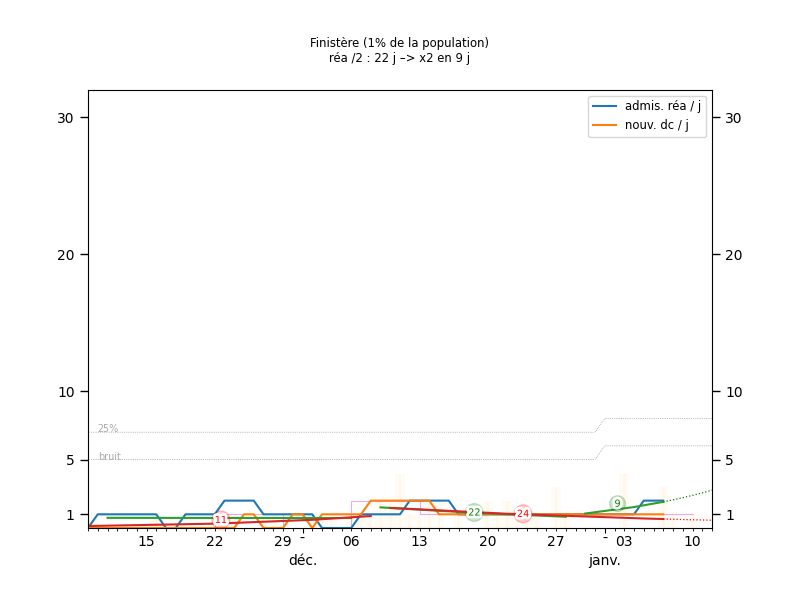 Finistère (1% de la population)
réa /2 : 22 j –> x2 en 9 j
admis. réa / j
nouv. dc / j
30 30
20 20
10 10
25%
bruit
5 5
9
22
24
11
1 1
15 22 29 - 06 13 20 27 - 03 10
déc. janv.